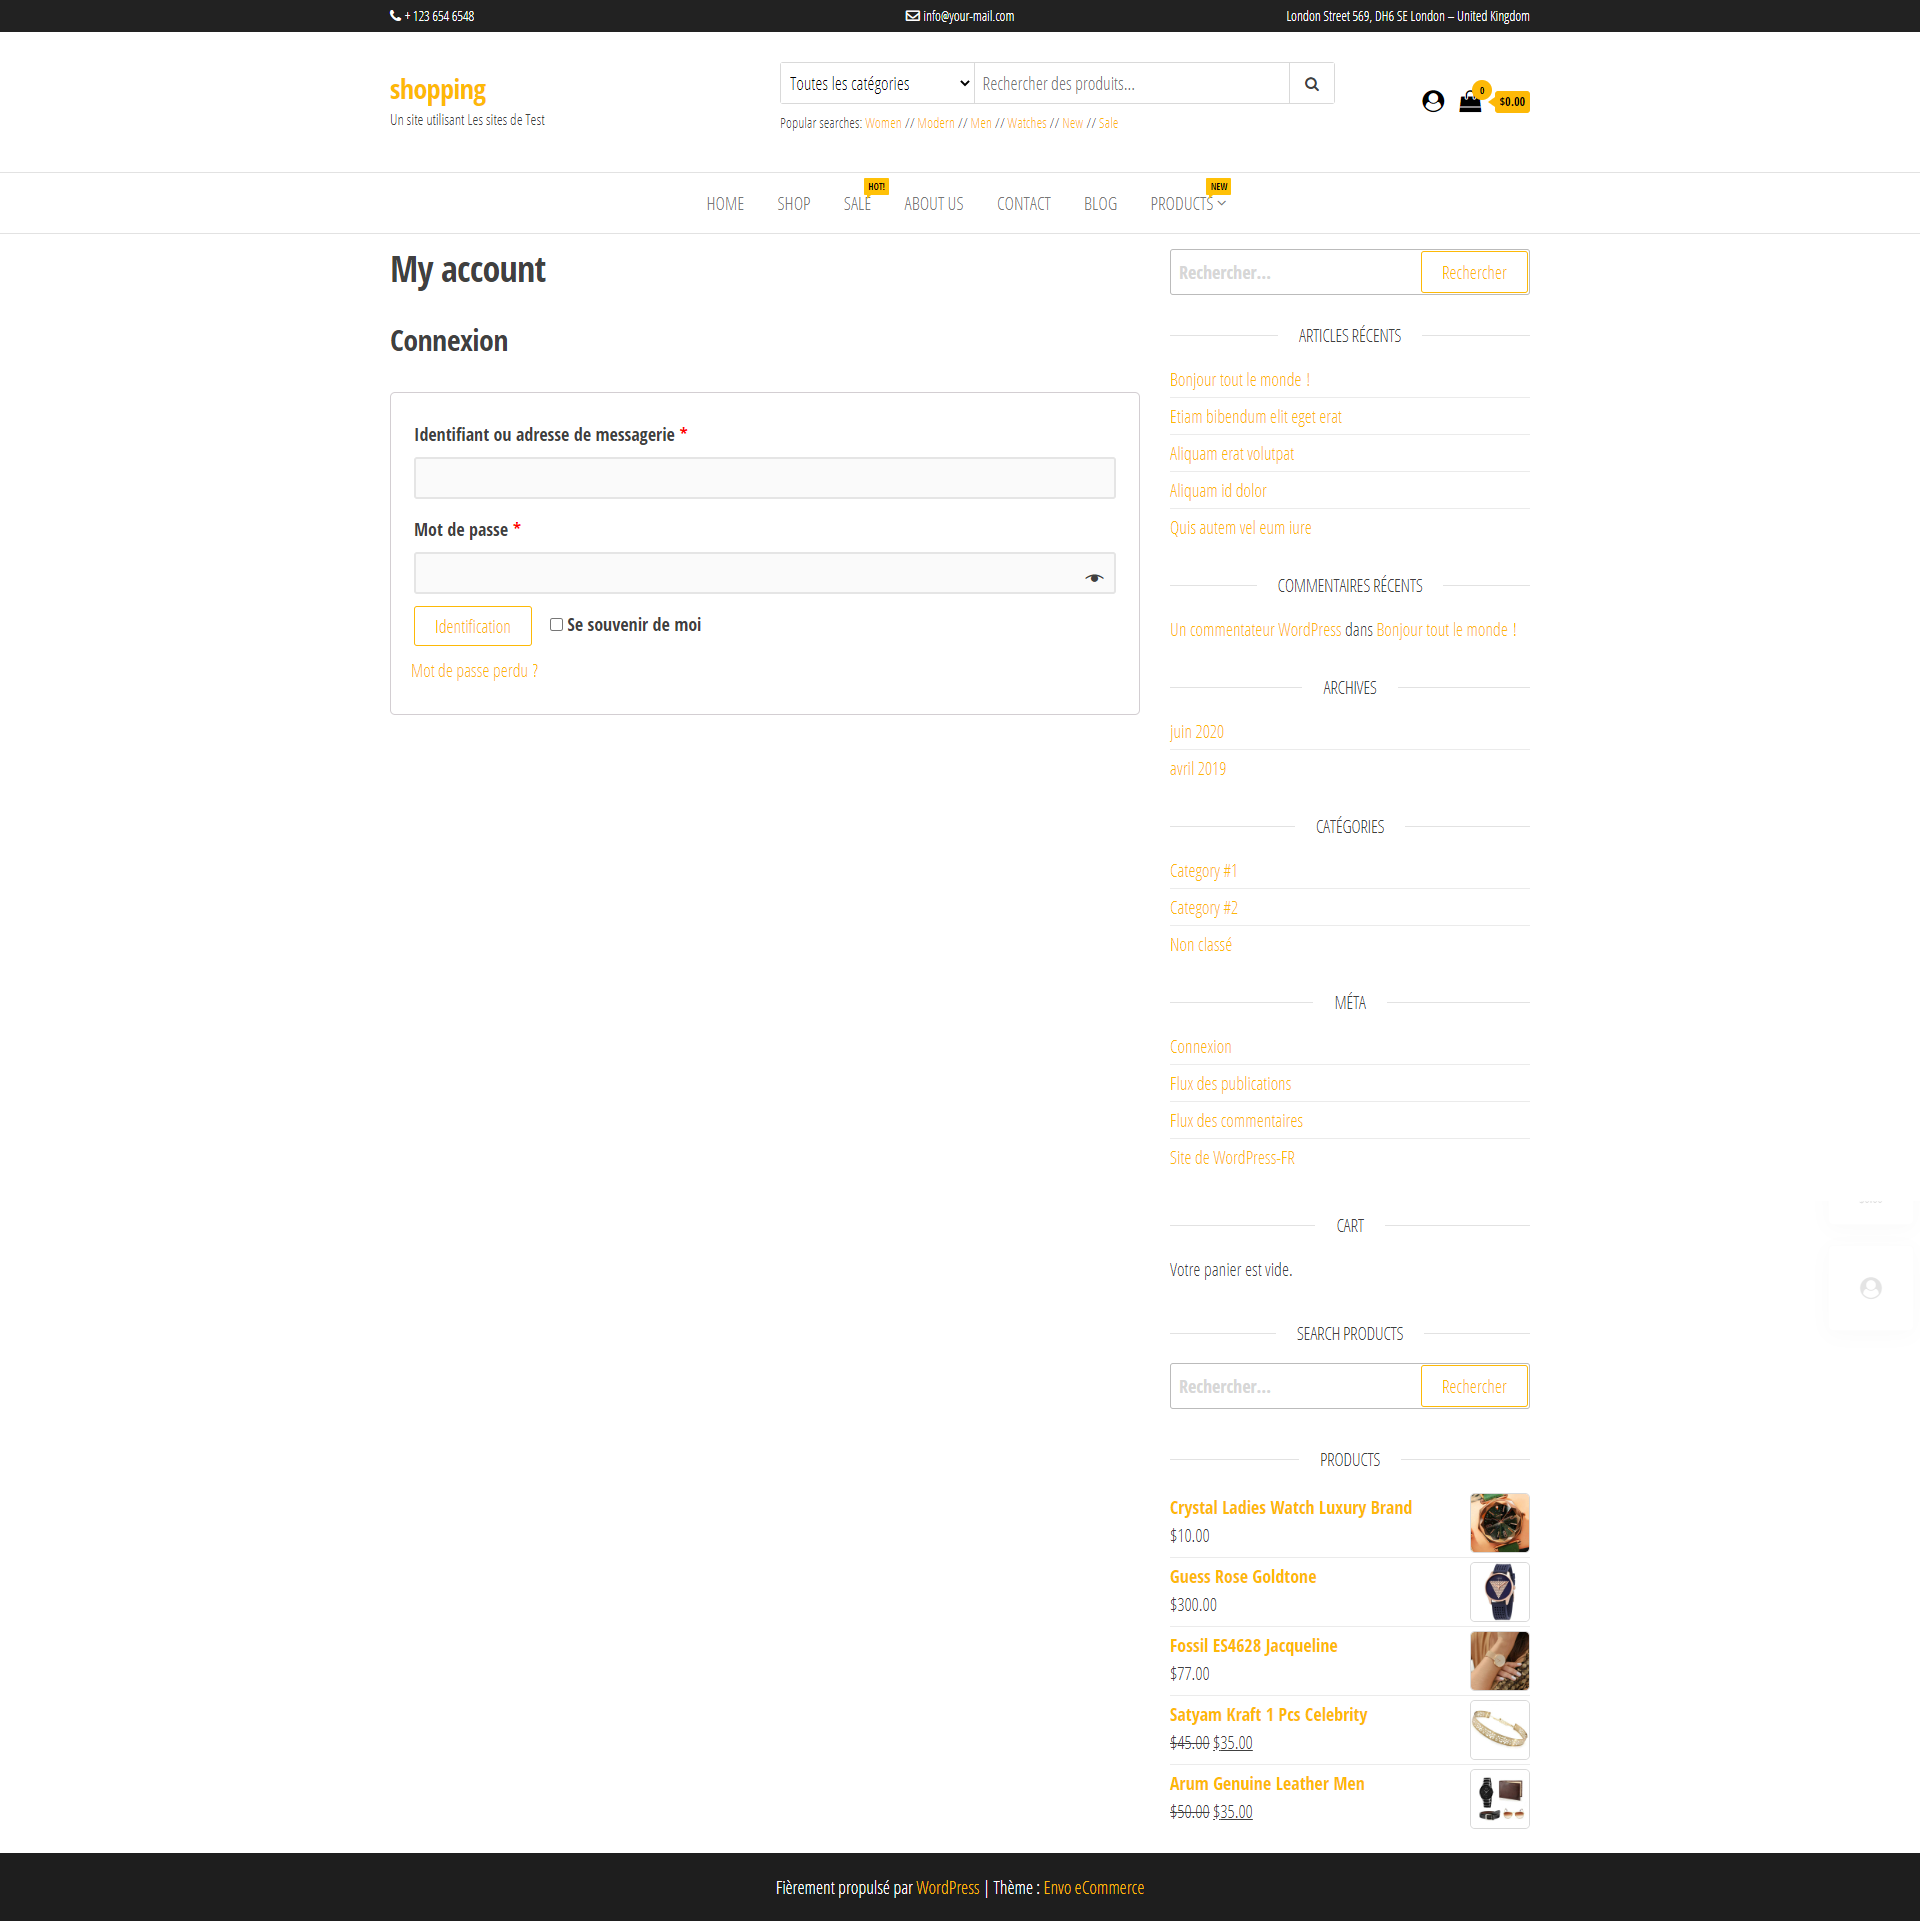 + 123 654 6548
info@your-mail.com
London Street 569, DH6 SE London – United Kingdom
shopping
Un site utilisant Les sites de Test
Toutes les catégories
Rechercher des produits...
Popular searches: Women // Modern // Men // Watches // New // Sale
0
$0.00
HOME
SHOP
SALE
HOT!
ABOUT US
CONTACT
BLOG
PRODUCTS
NEW
My account
Connexion
Identifiant ou adresse de messagerie *
Mot de passe *
Identification
Se souvenir de moi
Mot de passe perdu ?
Rechercher…
Rechercher
ARTICLES RÉCENTS
Bonjour tout le monde !
Etiam bibendum elit eget erat
Aliquam erat volutpat
Aliquam id dolor
Quis autem vel eum iure
COMMENTAIRES RÉCENTS
Un commentateur WordPress dans Bonjour tout le monde !
ARCHIVES
juin 2020
avril 2019
CATÉGORIES
Category #1
Category #2
Non classé
MÉTA
Connexion
Flux des publications
Flux des commentaires
Site de WordPress-FR
CART
Votre panier est vide.
SEARCH PRODUCTS
Rechercher…
Rechercher
PRODUCTS
Crystal Ladies Watch Luxury Brand
$10.00
Guess Rose Goldtone
$300.00
Fossil ES4628 Jacqueline
$77.00
Satyam Kraft 1 Pcs Celebrity
$45.00 $35.00
Arum Genuine Leather Men
$50.00 $35.00
Fièrement propulsé par WordPress | Thème : Envo eCommerce